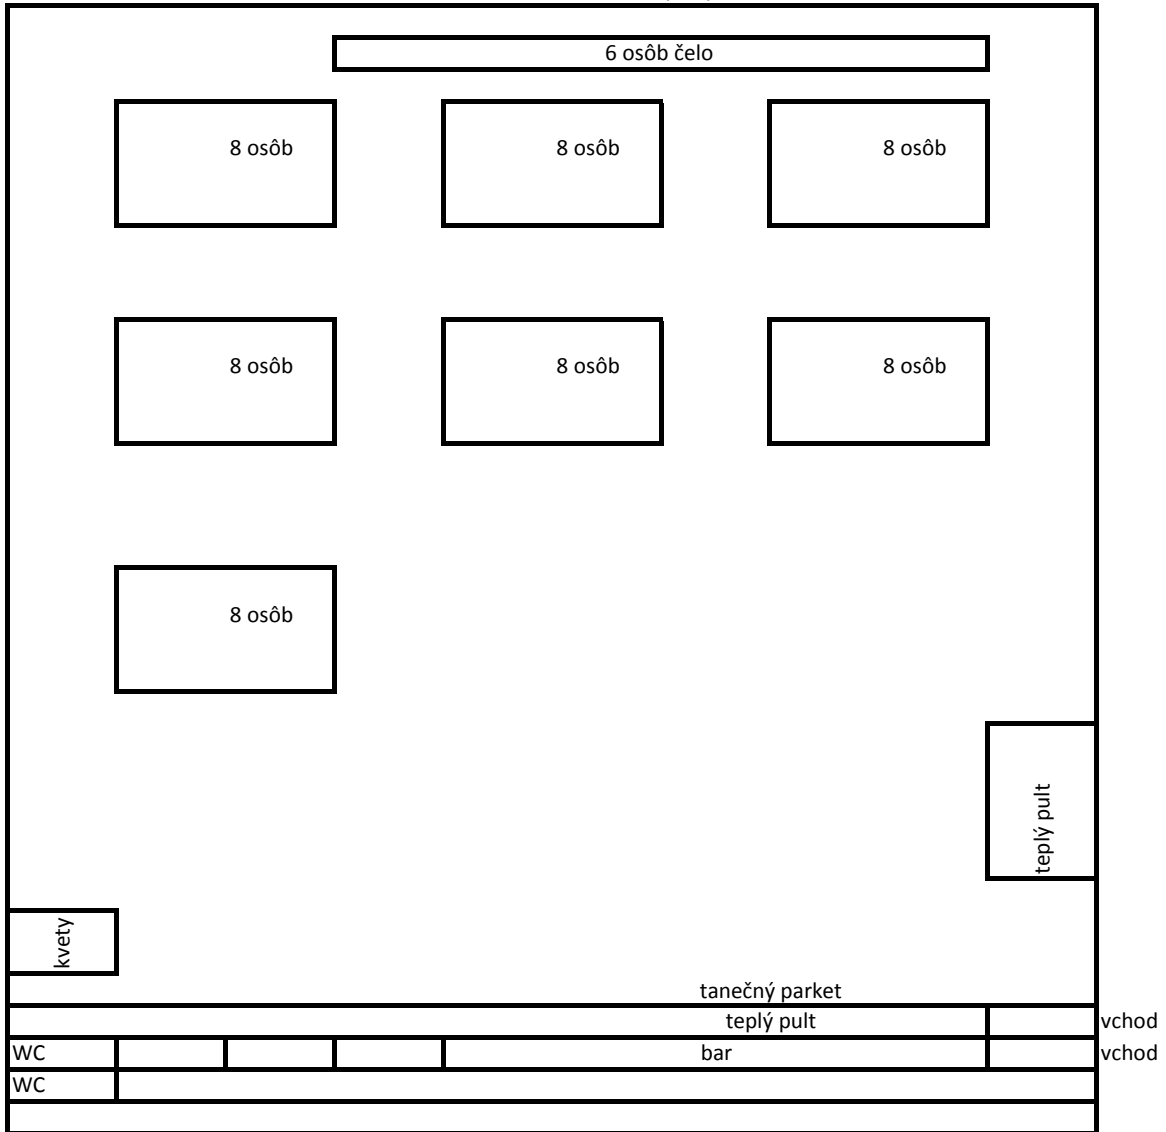 6 osôb čelo
8 osôb 8 osôb 8 osôb
8 osôb 8 osôb 8 osôb
8 osôb
teplý pult
kvety
tanečný parket
teplý pult vchod
WC bar vchod
WC